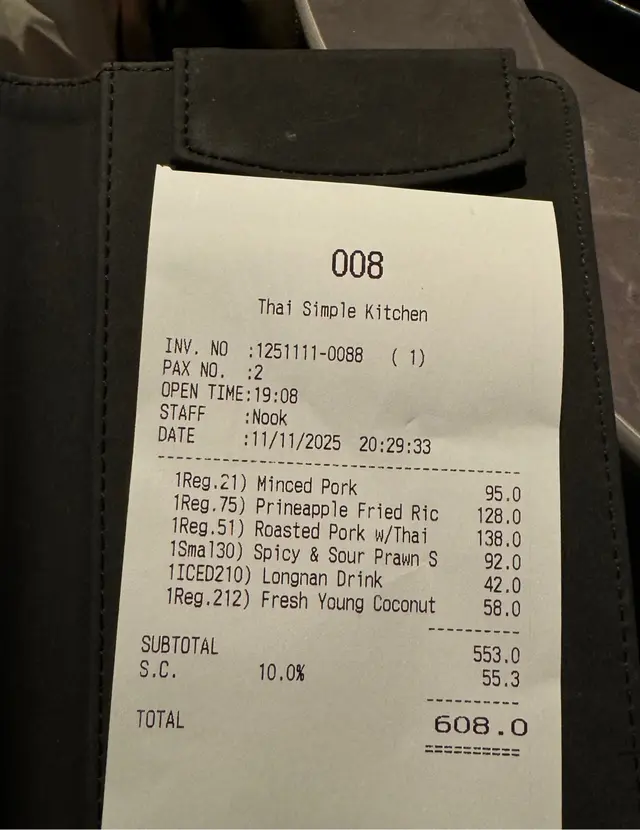 008
Thai Simple Kitchen
INV. NO :1251111-0088 ( 1)
PAX NO. :2
OPEN TIME:19:08
STAFF :Nook
DATE :11/11/2025 20:29:33
1Reg.21) Minced Pork 95.0
1Reg.75) Prineapple Fried Ric 128.0
1Reg.51) Roasted Pork w/Thai 138.0
1Smal30) Spicy & Sour Prawn S 92.0
1ICED210) Longnan Drink 42.0
1Reg.212) Fresh Young Coconut 58.0
SUBTOTAL 553.0
S.C. 10.0% 55.3
TOTAL 608.0